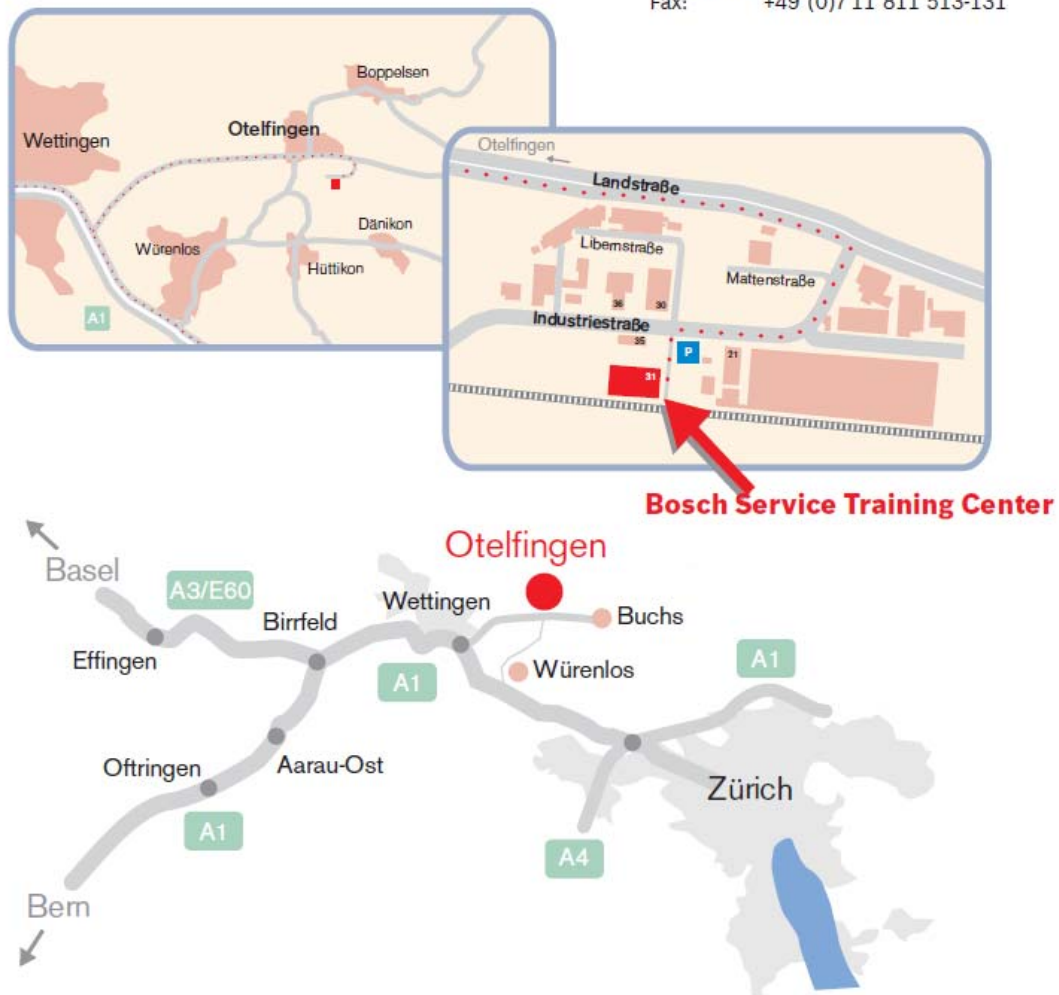 Fax: +49 (0)7 11 811 513-131
Boppelsen
Wettingen
Otelfingen
Würenlos
Dänikon
Hüttikon
A1
Otelfingen
Landstraße
Libernstraße
Mattenstraße
36
30
Industriestraße
35
P
21
31
Bosch Service Training Center
Otelfingen
Basel
A3/E60
Wettingen
Birrfeld
Buchs
Effingen
A1
Würenlos
A1
Oftringen
Aarau-Ost
Zürich
A1
A4
Bern